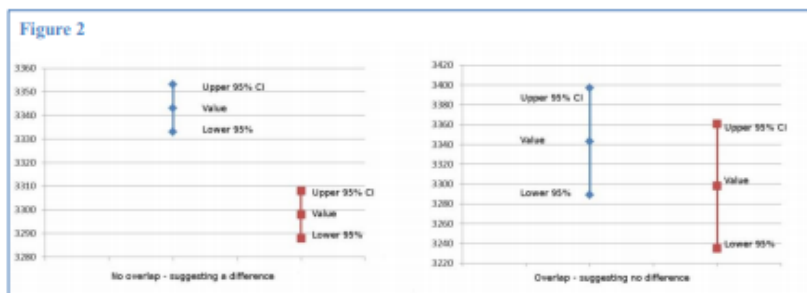 Figure 2
3360
3350
3340
3330
3320
3310
3300
3290
3280
Upper 95% CI
Value
Lower 95%
Upper 95% CI
Value
Lower 95%
No overlap - suggesting a difference
3420
3400
3380
3360
3340
3320
3300
3280
3260
3240
3220
Upper 95% CI
Value
Lower 95%
Upper 95% CI
Value
Lower 95%
Overlap - suggesting no difference